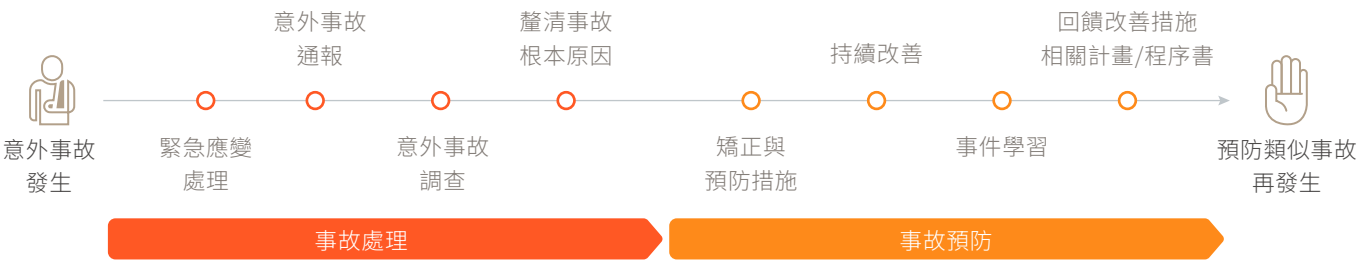 意外事故
發生
緊急應變
處理
意外事故
通報
意外事故
調查
釐清事故
根本原因
矯正與
預防措施
持續改善
事件學習
回饋改善措施
相關計畫/程序書
預防類似事故
再發生
事故處理
事故預防